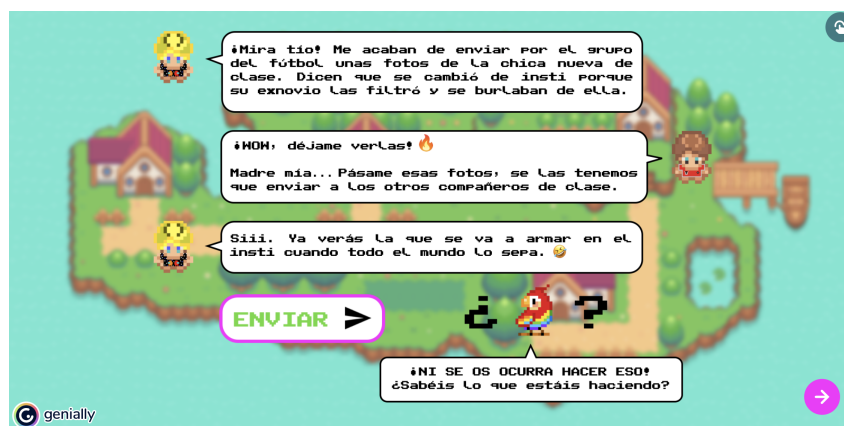 ¡Mira tío! Me acaban de enviar por el grupo
del fútbol unas fotos de la chica nueva de
clase. Dicen que se cambió de insti porque
su exnovio las filtró y se burlaban de ella.
¡WOW, déjame verlas! 🔥
Madre mía... Pásame esas fotos, se las tenemos
que enviar a los otros compañeros de clase.
Siii. Ya verás la que se va a armar en el
insti cuando todo el mundo lo sepa. 🤣
ENVIAR
¿ ?
¡NI SE OS OCURRA HACER ESO!
¿Sabéis lo que estáis haciendo?
genially